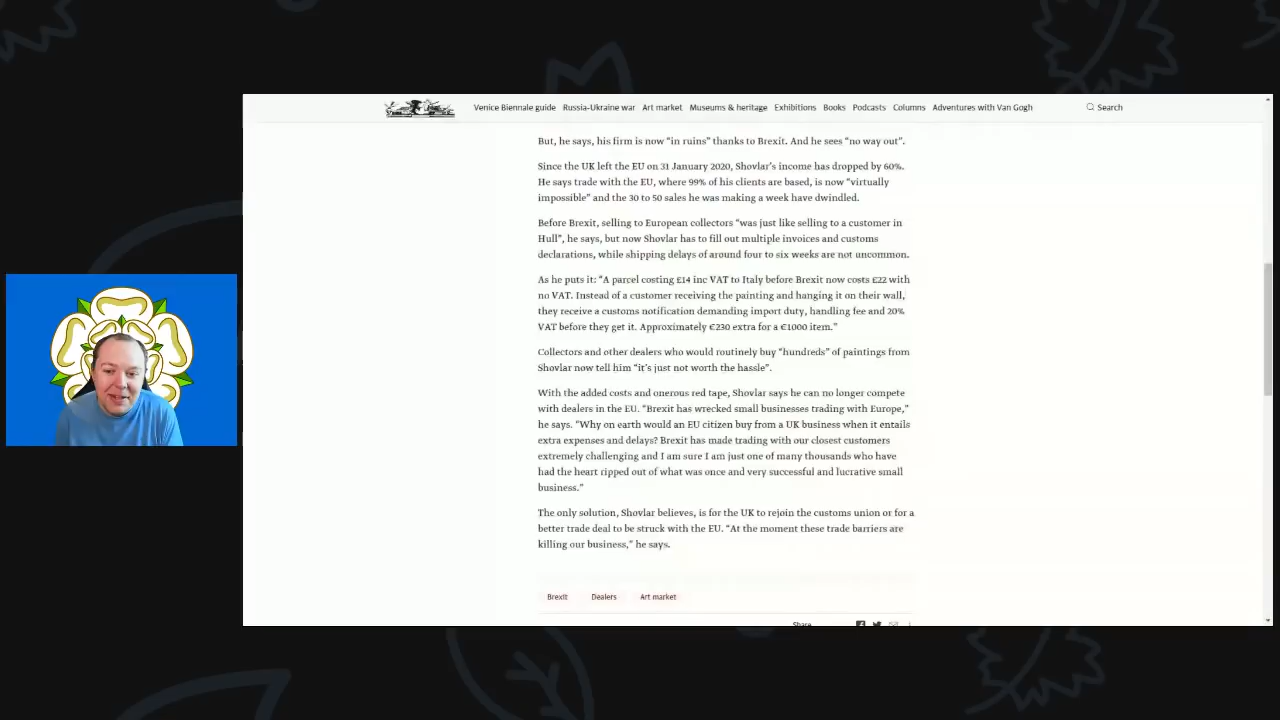 Venice Biennale guide Russia-Ukraine war Art market Museums & heritage Exhibitions Books Podcasts Columns Adventures with Van Gogh Search
But, he says, his firm is now “in ruins” thanks to Brexit. And he sees “no way out”.
Since the UK left the EU on 31 January 2020, Shovlar’s income has dropped by 60%.
He says trade with the EU, where 99% of his clients are based, is now “virtually
impossible” and the 30 to 50 sales he was making a week have dwindled.
Before Brexit, selling to European collectors “was just like selling to a customer in
Hull”, he says, but now Shovlar has to fill out multiple invoices and customs
declarations, while shipping delays of around four to six weeks are not uncommon.
As he puts it: “A parcel costing £14 inc VAT to Italy before Brexit now costs £22 with
no VAT. Instead of a customer receiving the painting and hanging it on their wall,
they receive a customs notification demanding import duty, handling fee and 20%
VAT before they get it. Approximately €230 extra for a €1000 item.”
Collectors and other dealers who would routinely buy “hundreds” of paintings from
Shovlar now tell him “it’s just not worth the hassle”.
With the added costs and onerous red tape, Shovlar says he can no longer compete
with dealers in the EU. “Brexit has wrecked small businesses trading with Europe,”
he says. “Why on earth would an EU citizen buy from a UK business when it entails
extra expenses and delays? Brexit has made trading with our closest customers
extremely challenging and I am sure I am just one of many thousands who have
had the heart ripped out of what was once and very successful and lucrative small
business.”
The only solution, Shovlar believes, is for the UK to rejoin the customs union or for a
better trade deal to be struck with the EU. “At the moment these trade barriers are
killing our business,” he says.
Brexit Dealers Art market
Share